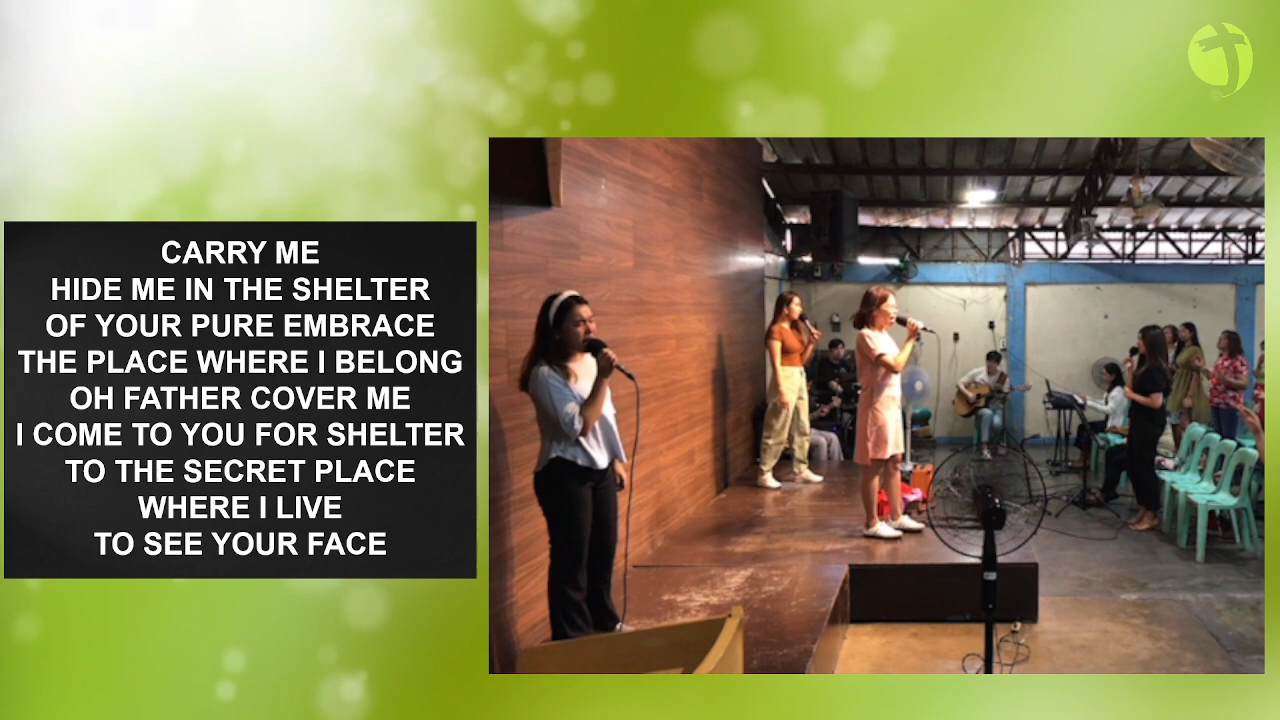 CARRY ME
HIDE ME IN THE SHELTER
OF YOUR PURE EMBRACE
THE PLACE WHERE I BELONG
OH FATHER COVER ME
I COME TO YOU FOR SHELTER
TO THE SECRET PLACE
WHERE I LIVE
TO SEE YOUR FACE